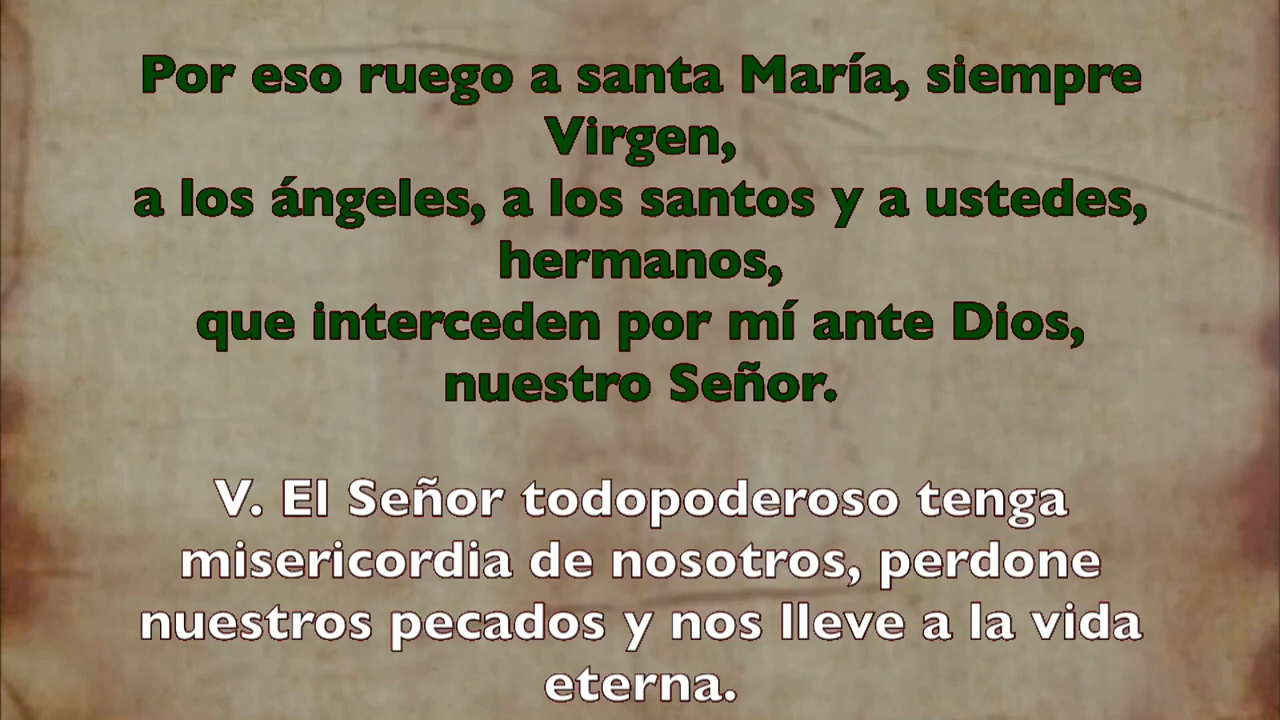 Por eso ruego a santa María, siempre
Virgen,
a los ángeles, a los santos y a ustedes,
hermanos,
que interceden por mí ante Dios,
nuestro Señor.
V. El Señor todopoderoso tenga
misericordia de nosotros, perdone
nuestros pecados y nos lleve a la vida
eterna.